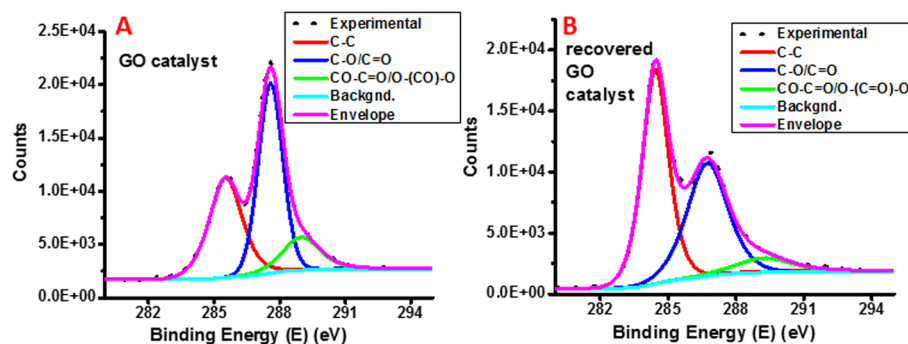 A
GO catalyst
Experimental
C-C
C-O/C=O
CO-C=O/O-(CO)-O
Backgnd.
Envelope
2.5E+04
2.0E+04
1.5E+04
1.0E+04
5.0E+03
0.0E+00
Counts
282 285 288 291 294
Binding Energy (E) (eV)
B
recovered
GO
catalyst
Experimental
C-C
C-O/C=O
CO-C=O/O-(C=O)-O
Backgnd.
Envelope
2.0E+04
1.5E+04
1.0E+04
5.0E+03
0.0E+00
Counts
282 285 288 291 294
Binding Energy (E) (eV)